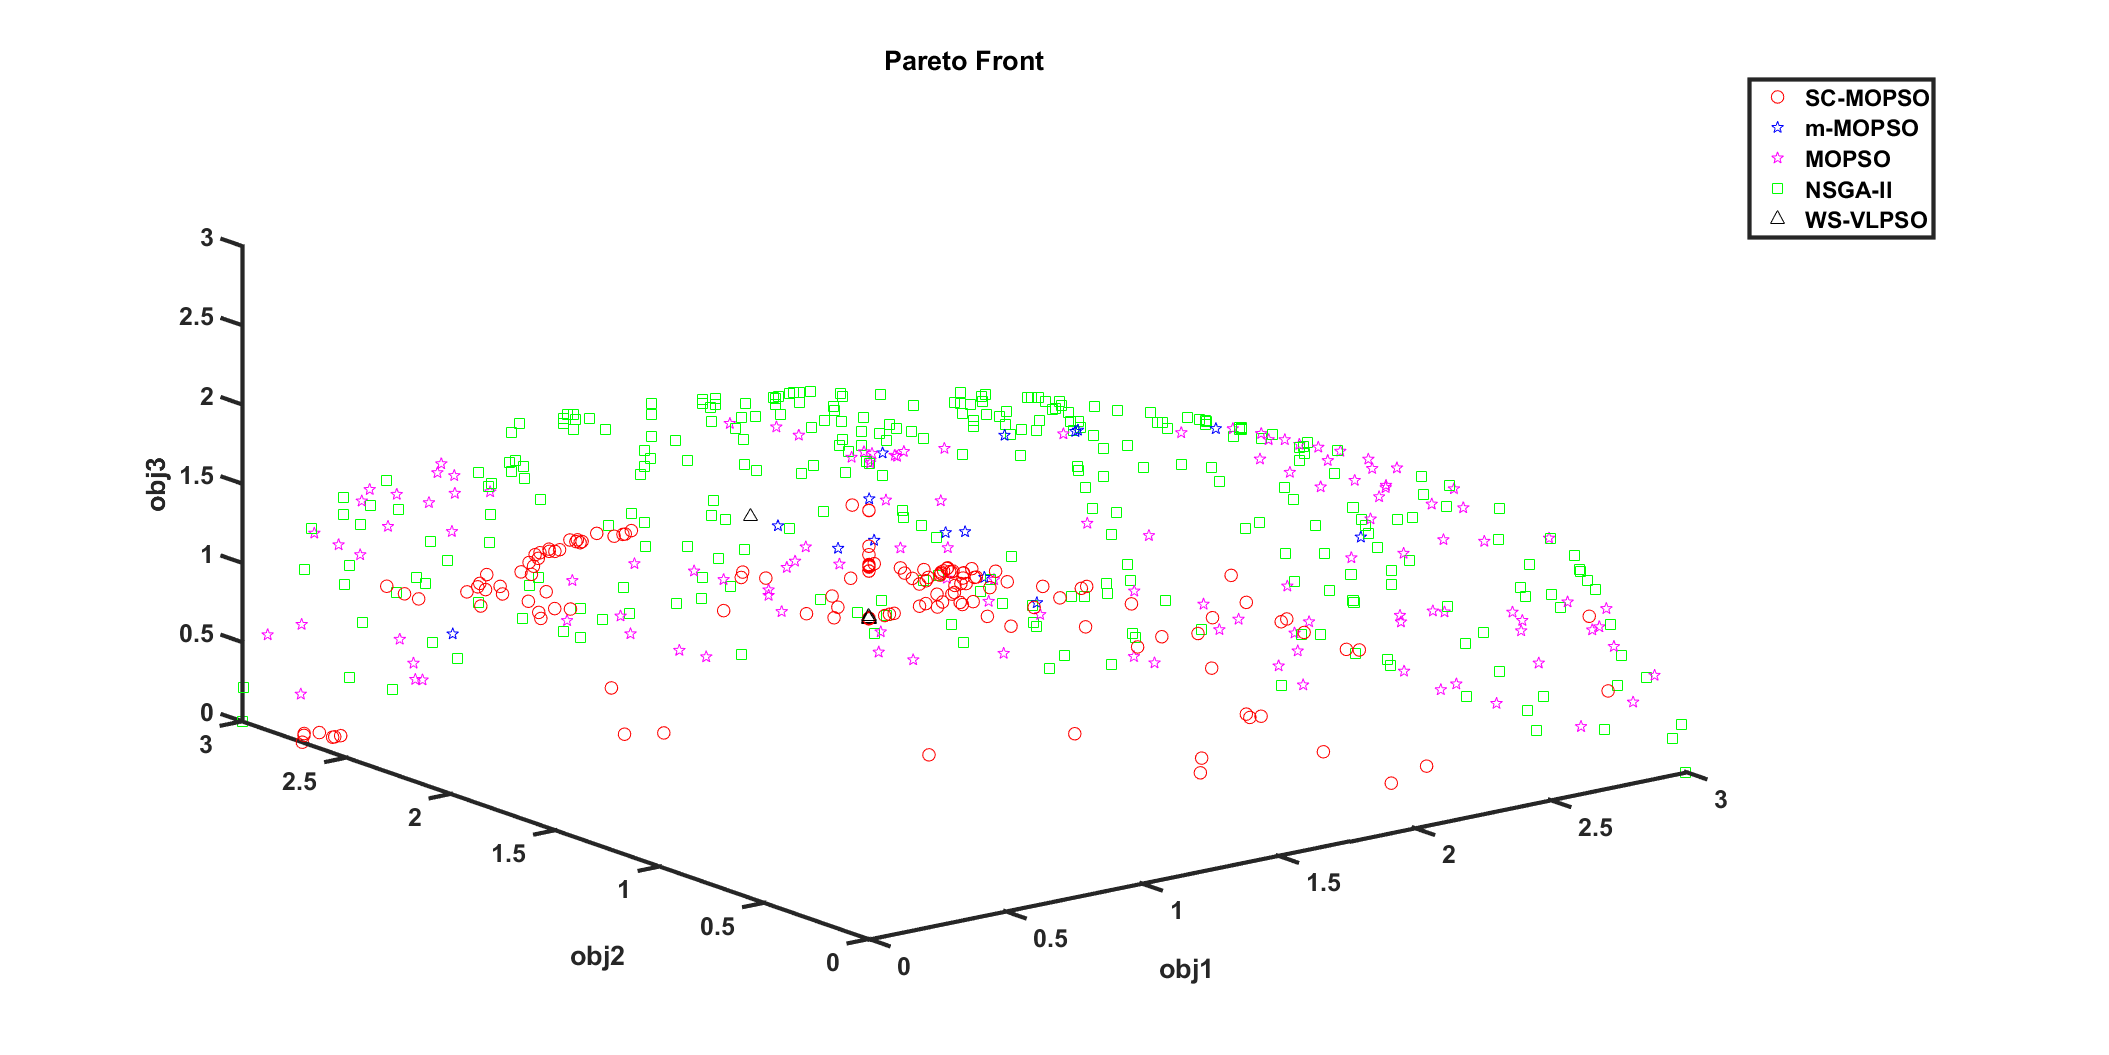 Pareto Front
SC-MOPSO
m-MOPSO
MOPSO
NSGA-II
WS-VLPSO
3
2.5
2
1.5
1
0.5
0
obj3
3
2.5
2
1.5
1
0.5
0
obj2
0
0.5
1
1.5
2
2.5
3
obj1